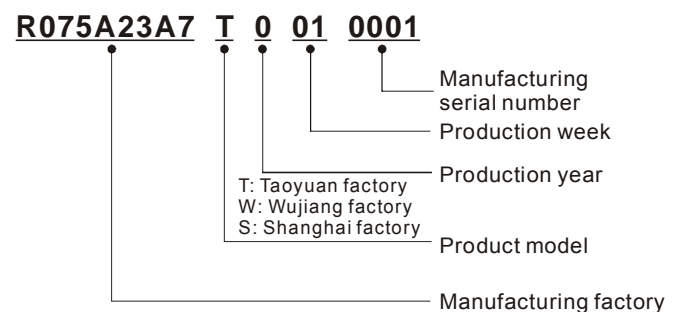 R075A23A7 T 0 01 0001
Manufacturing
serial number
Production week
Production year
T: Taoyuan factory
W: Wujiang factory
S: Shanghai factory
Product model
Manufacturing factory